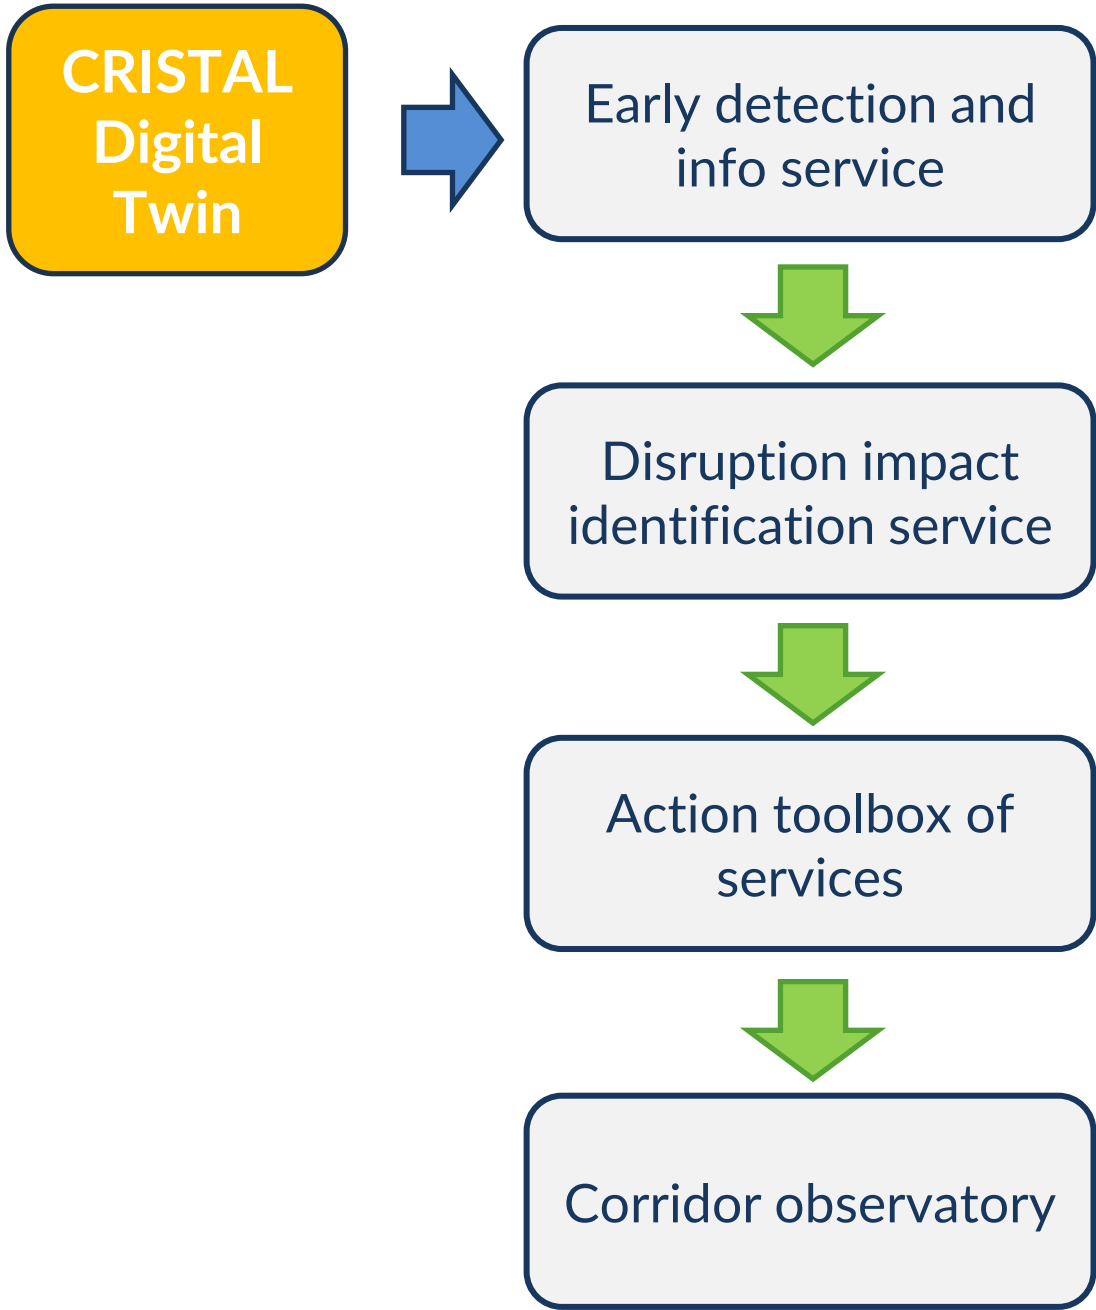 CRISTAL
Digital
Twin
Early detection and
info service
Disruption impact
identification service
Action toolbox of
services
Corridor observatory